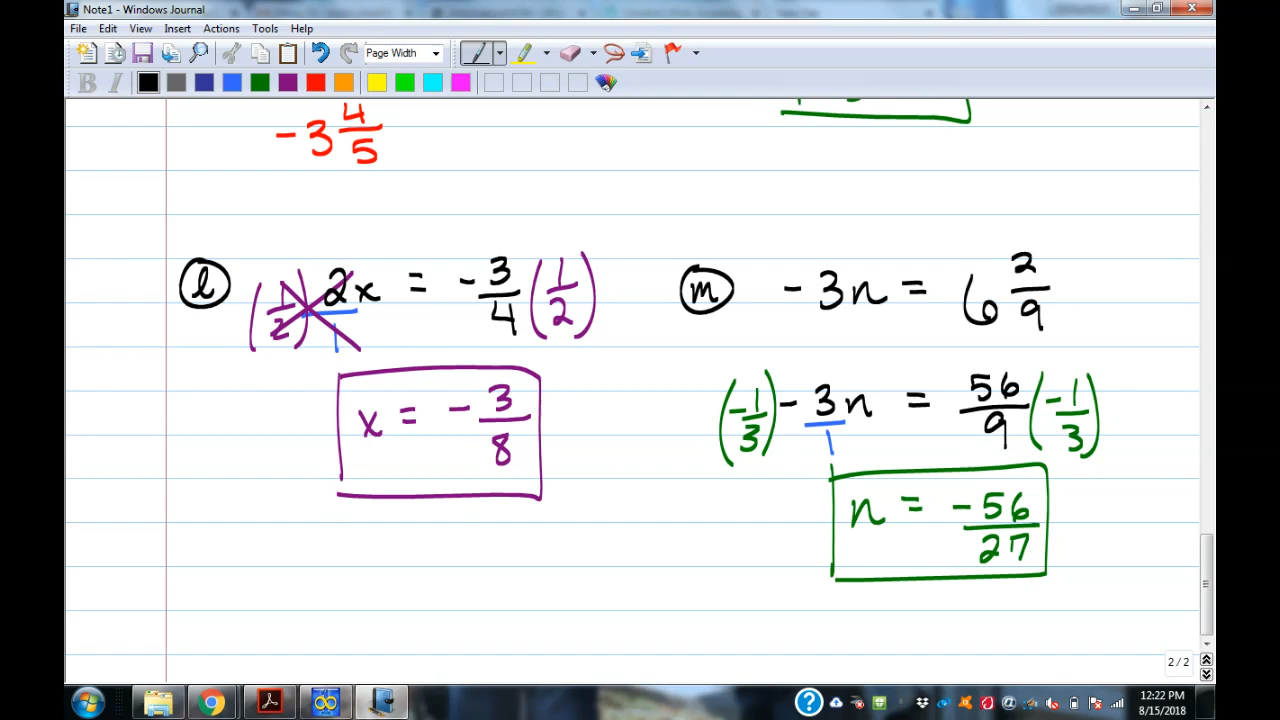 Note1 - Windows Journal
File Edit View Insert Actions Tools Help
Page Width
B I
-3 4/5
l (1/2) 2x/1 = -3/4 (1/2)
x = -3/8
m -3n = 6 2/9
(-1/3) -3n/1 = 56/9 (-1/3)
n = -56/27
2 / 2
12:22 PM
8/15/2018